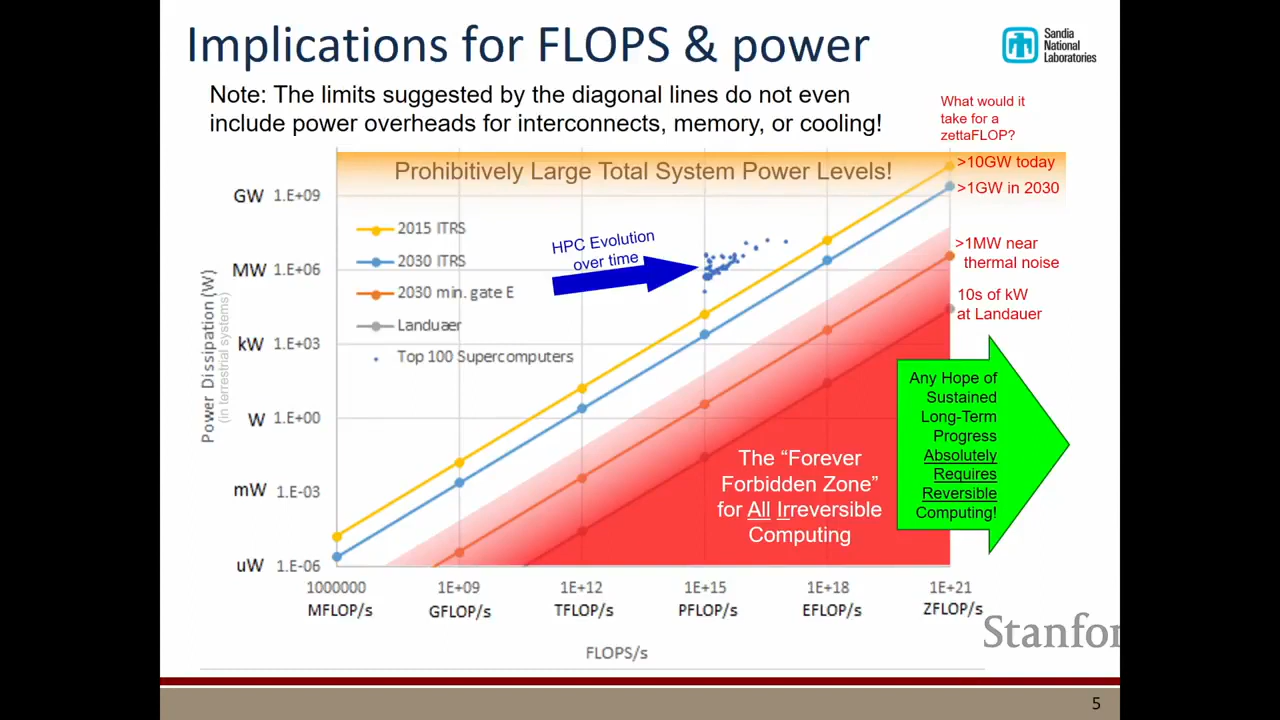 Implications for FLOPS & power
Sandia
National
Laboratories
Note: The limits suggested by the diagonal lines do not even
include power overheads for interconnects, memory, or cooling!
What would it
take for a
zettaFLOP?
Prohibitively Large Total System Power Levels!
>10GW today
>1GW in 2030
>1MW near
thermal noise
10s of kW
at Landauer
GW 1.E+09
MW 1.E+06
kW 1.E+03
W 1.E+00
mW 1.E-03
uW 1.E-06
Power Dissipation (W)
(in terrestrial systems)
2015 ITRS
2030 ITRS
2030 min. gate E
Landuaer
Top 100 Supercomputers
HPC Evolution
over time
The “Forever
Forbidden Zone”
for All Irreversible
Computing
Any Hope of
Sustained
Long-Term
Progress
Absolutely
Requires
Reversible
Computing!
1000000 1E+09 1E+12 1E+15 1E+18 1E+21
MFLOP/s GFLOP/s TFLOP/s PFLOP/s EFLOP/s ZFLOP/s
FLOPS/s
Stanfor
5